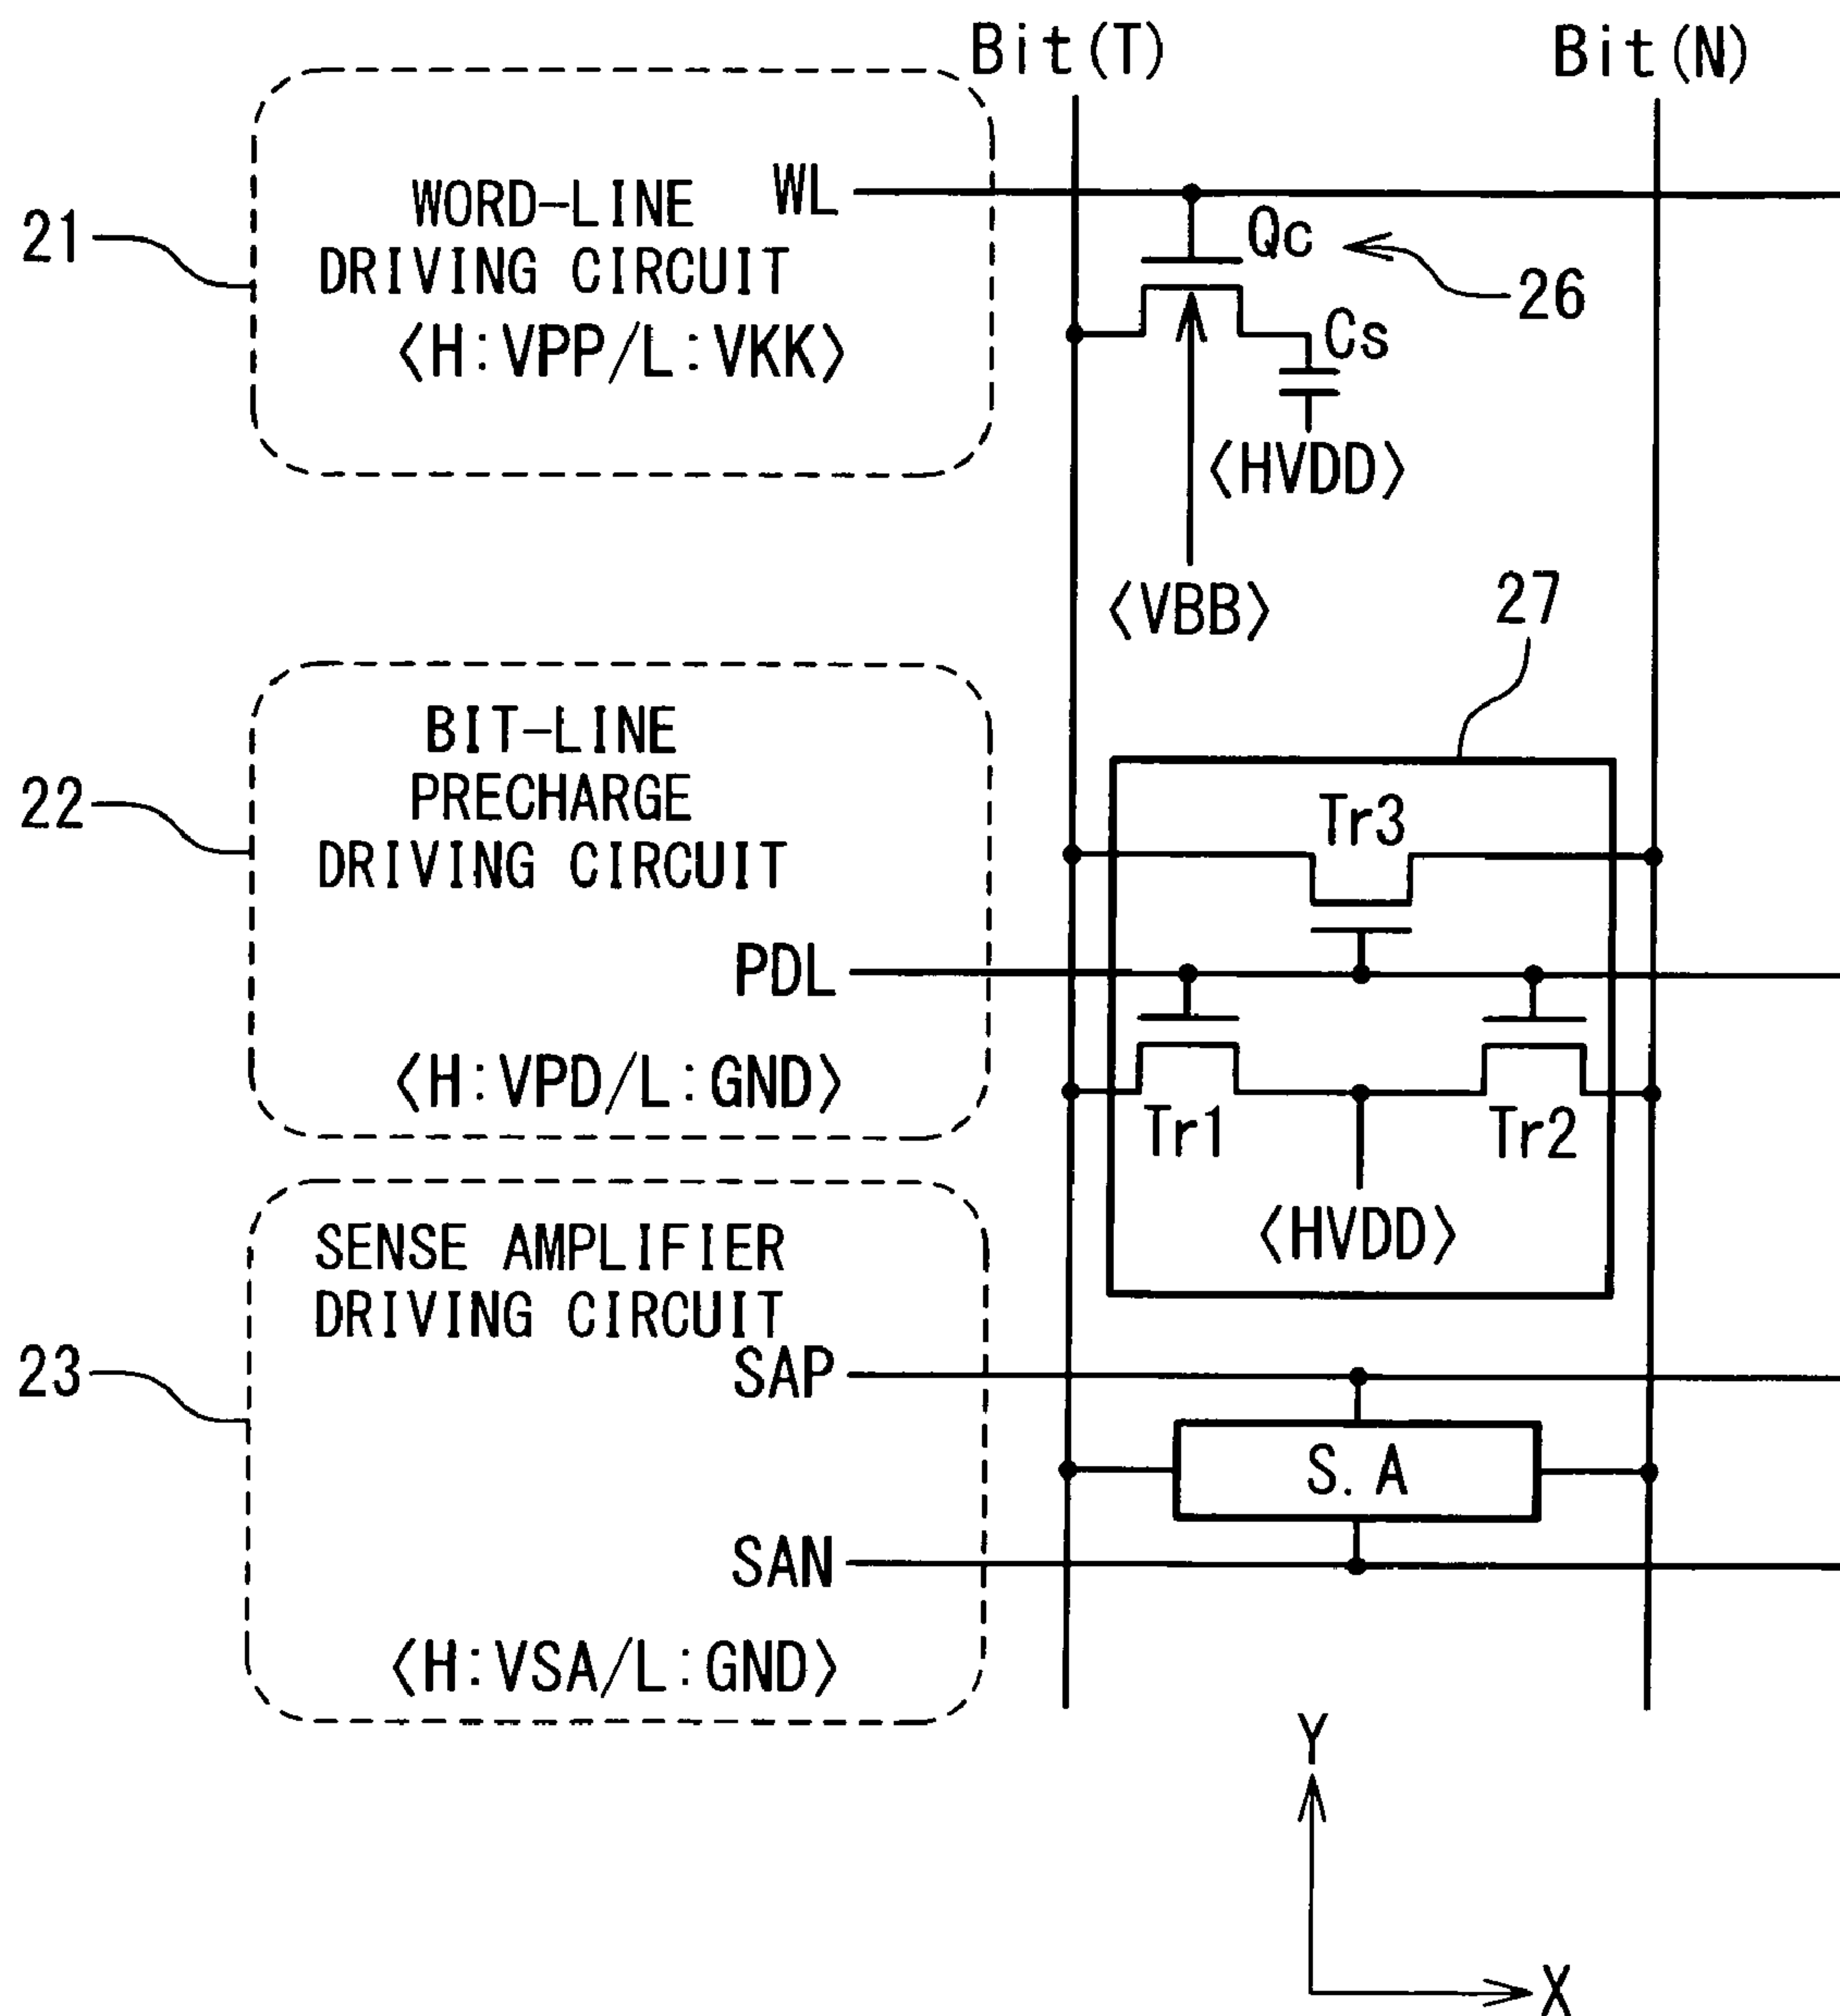 Bit(T)
Bit(N)
WORD-LINE
DRIVING CIRCUIT
<H:VPP/L:VKK>
WL
21
Qc
26
Cs
<HVDD>
<VBB>
27
BIT-LINE
PRECHARGE
DRIVING CIRCUIT
22
Tr3
PDL
<H:VPD/L:GND>
Tr1
Tr2
<HVDD>
SENSE AMPLIFIER
DRIVING CIRCUIT
23
SAP
S.A
SAN
<H:VSA/L:GND>
Y
X